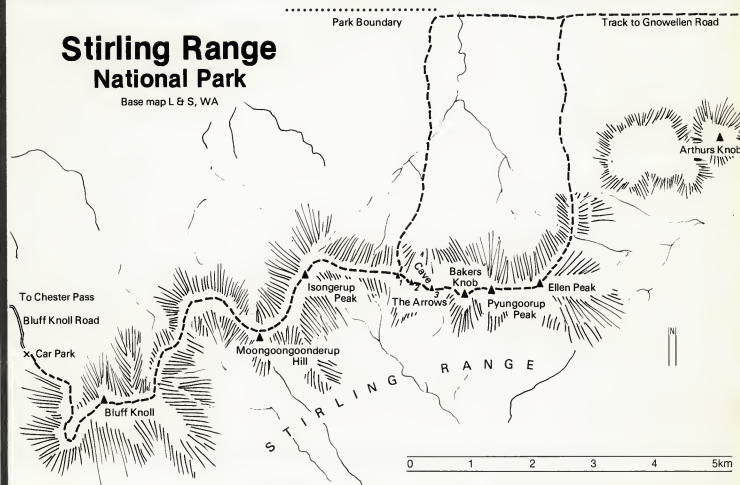 Park Boundary
Track to Gnowellen Road
Stirling Range
National Park
Base map L & S, WA
Arthurs Knob
Cave
Bakers
Knob
Isongerup
Peak
2
3
The Arrows
Pyungoorup
Peak
Ellen Peak
To Chester Pass
Bluff Knoll Road
× Car Park
Moongoongoonderup
Hill
Bluff Knoll
N
STIRLING RANGE
0 1 2 3 4 5km